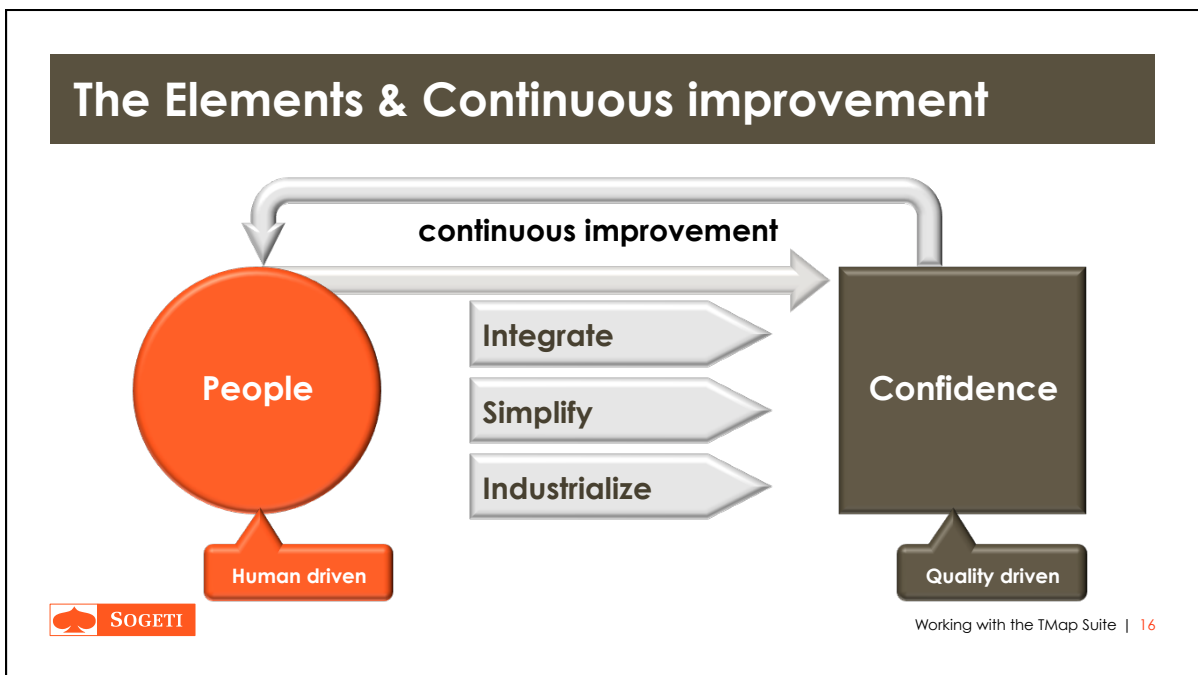 The Elements & Continuous improvement
continuous improvement
Integrate
People
Confidence
Simplify
Industrialize
Human driven
Quality driven
SOGETI
Working with the TMap Suite | 16